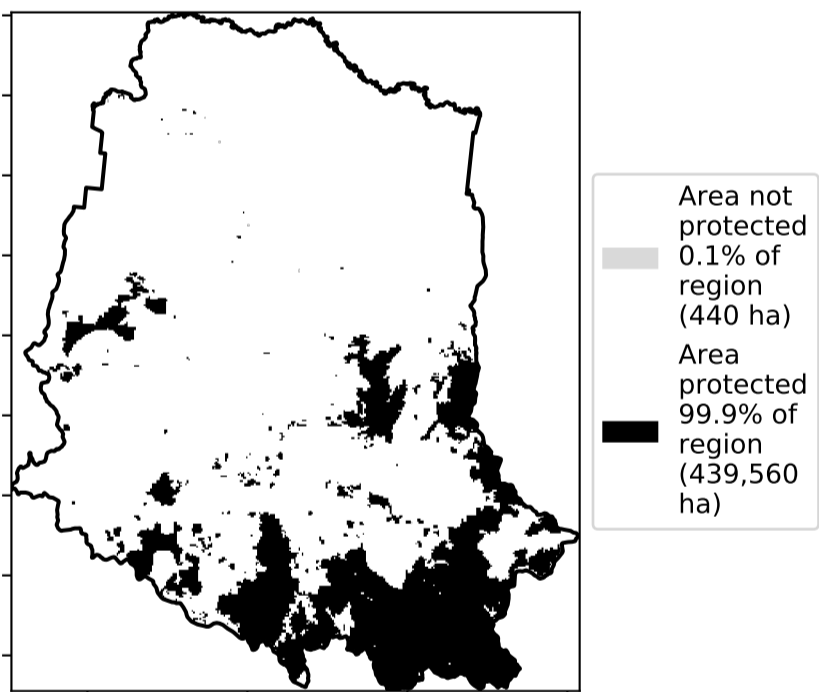 Area not
protected
0.1% of
region
(440 ha)
Area
protected
99.9% of
region
(439,560
ha)